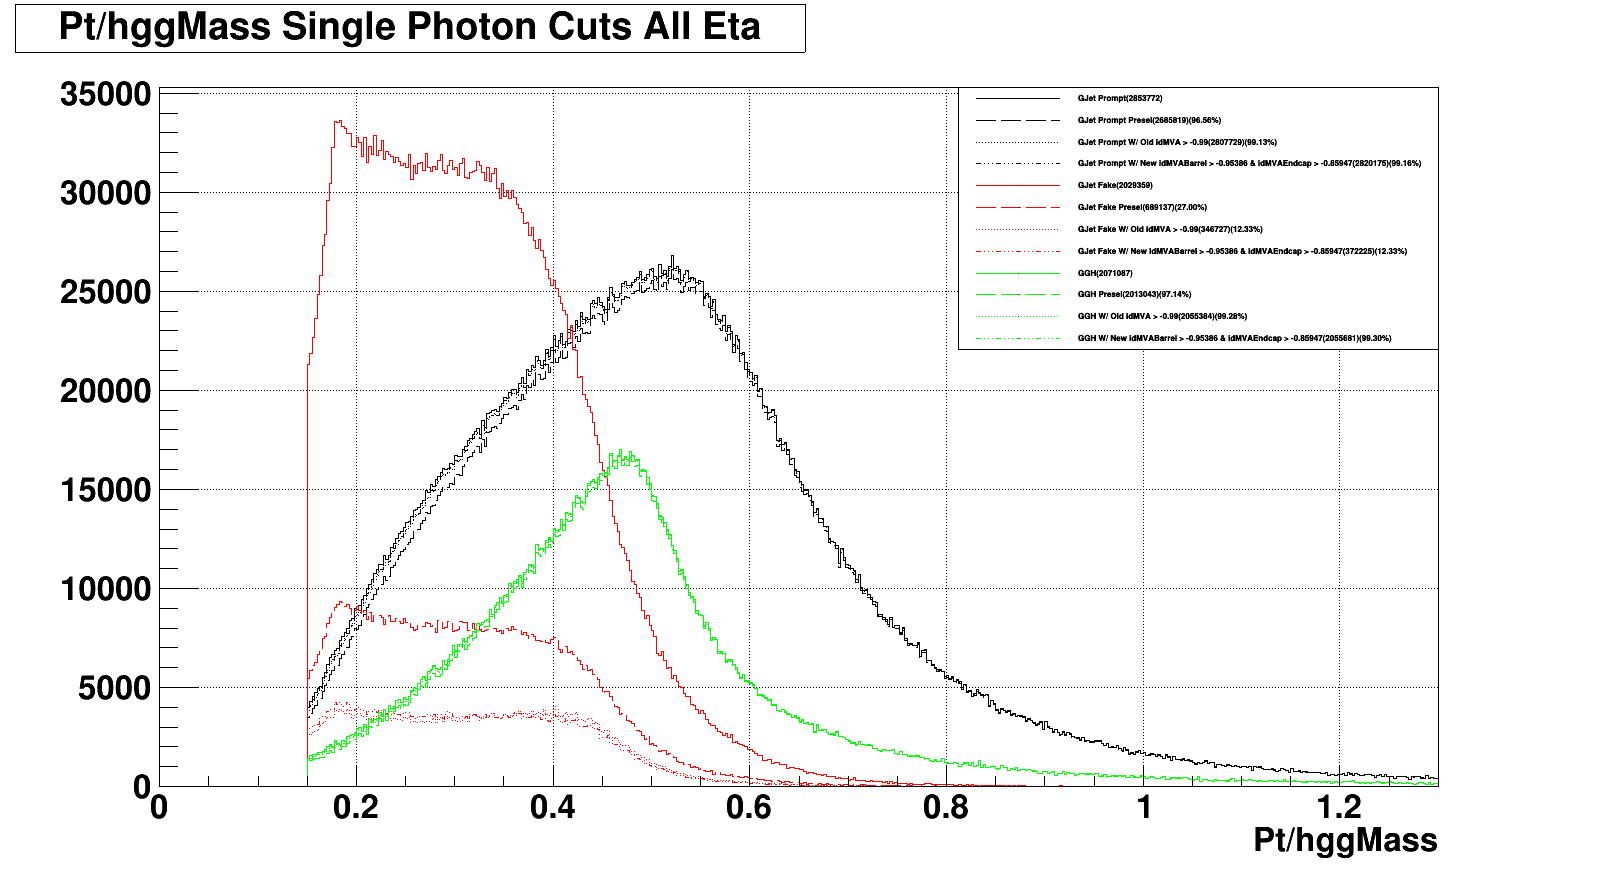 Pt/hggMass Single Photon Cuts All Eta
35000
30000
25000
20000
15000
10000
5000
0
GJet Prompt(2853772)
GJet Prompt Presel(2685819)(96.56%)
GJet Prompt W/ Old idMVA > -0.99(2807729)(99.13%)
GJet Prompt W/ New idMVABarrel > -0.95386 & idMVAEndcap > -0.85947(2820175)(99.16%)
GJet Fake(2029359)
GJet Fake Presel(689137)(27.00%)
GJet Fake W/ Old idMVA > -0.99(346727)(12.33%)
GJet Fake W/ New idMVABarrel > -0.95386 & idMVAEndcap > -0.85947(372225)(12.33%)
GGH(2071087)
GGH Presel(2013043)(97.14%)
GGH W/ Old idMVA > -0.99(2055384)(99.28%)
GGH W/ New idMVABarrel > -0.95386 & idMVAEndcap > -0.85947(2055681)(99.30%)
0 0.2 0.4 0.6 0.8 1 1.2
Pt/hggMass